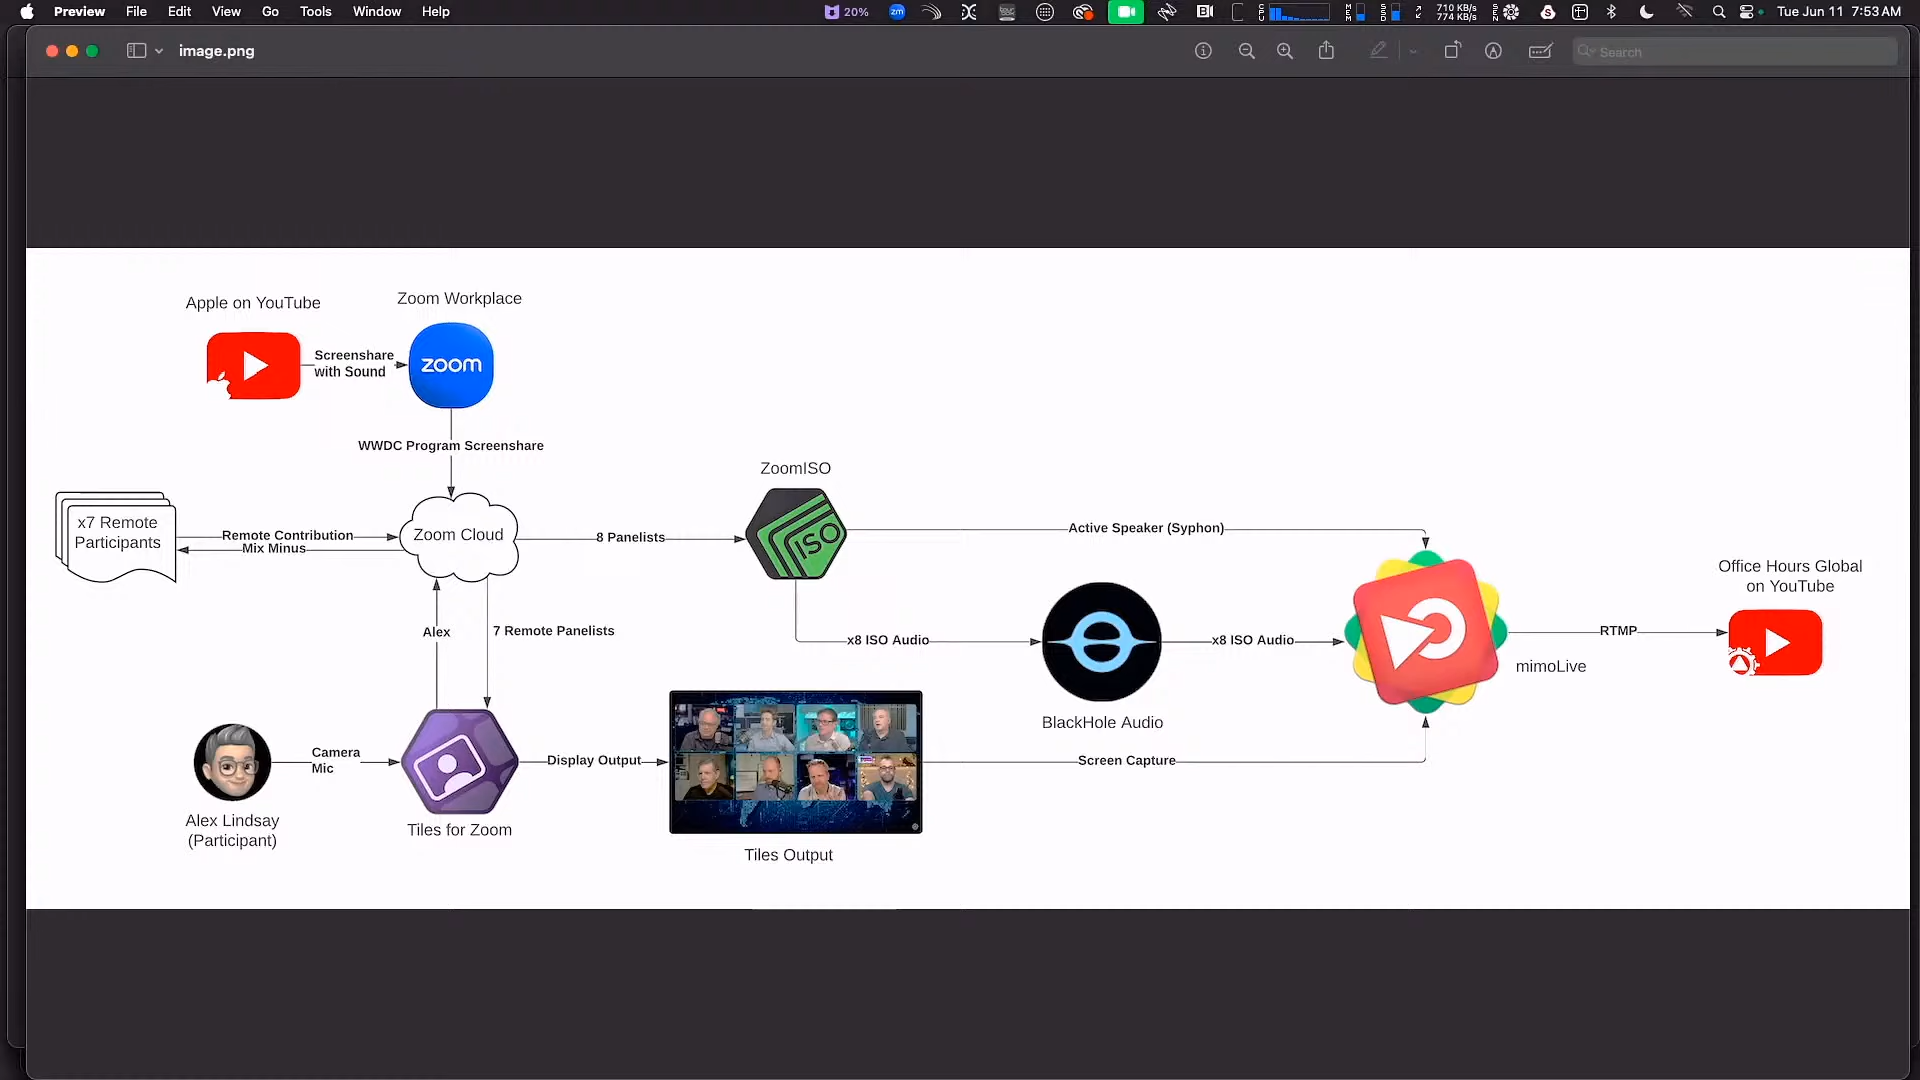 Preview File Edit View Go Tools Window Help
20%
zm
710 KB/s
774 KB/s
Tue Jun 11 7:53 AM
image.png
Search
Apple on YouTube
Zoom Workplace
Screenshare
with Sound
zoom
WWDC Program Screenshare
ZoomISO
x7 Remote
Participants
Remote Contribution
Mix Minus
Zoom Cloud
8 Panelists
ISO
Active Speaker (Syphon)
Office Hours Global
on YouTube
Alex
7 Remote Panelists
x8 ISO Audio
x8 ISO Audio
RTMP
mimoLive
BlackHole Audio
Camera
Mic
Display Output
Screen Capture
Alex Lindsay
(Participant)
Tiles for Zoom
Tiles Output